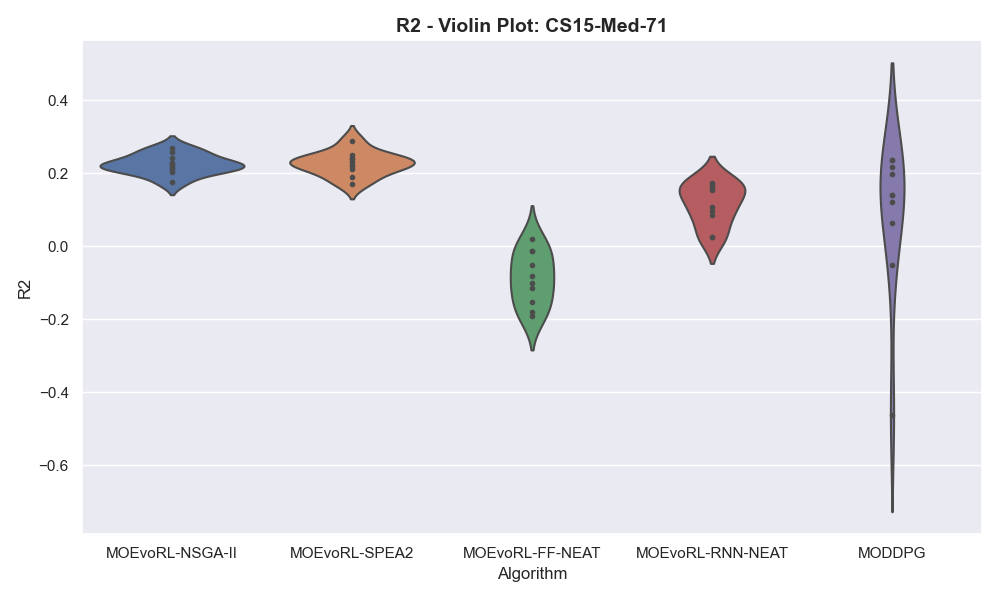 R2 - Violin Plot: CS15-Med-71
R2
0.4
0.2
0.0
−0.2
−0.4
−0.6
MOEvoRL-NSGA-II MOEvoRL-SPEA2 MOEvoRL-FF-NEAT MOEvoRL-RNN-NEAT MODDPG
Algorithm